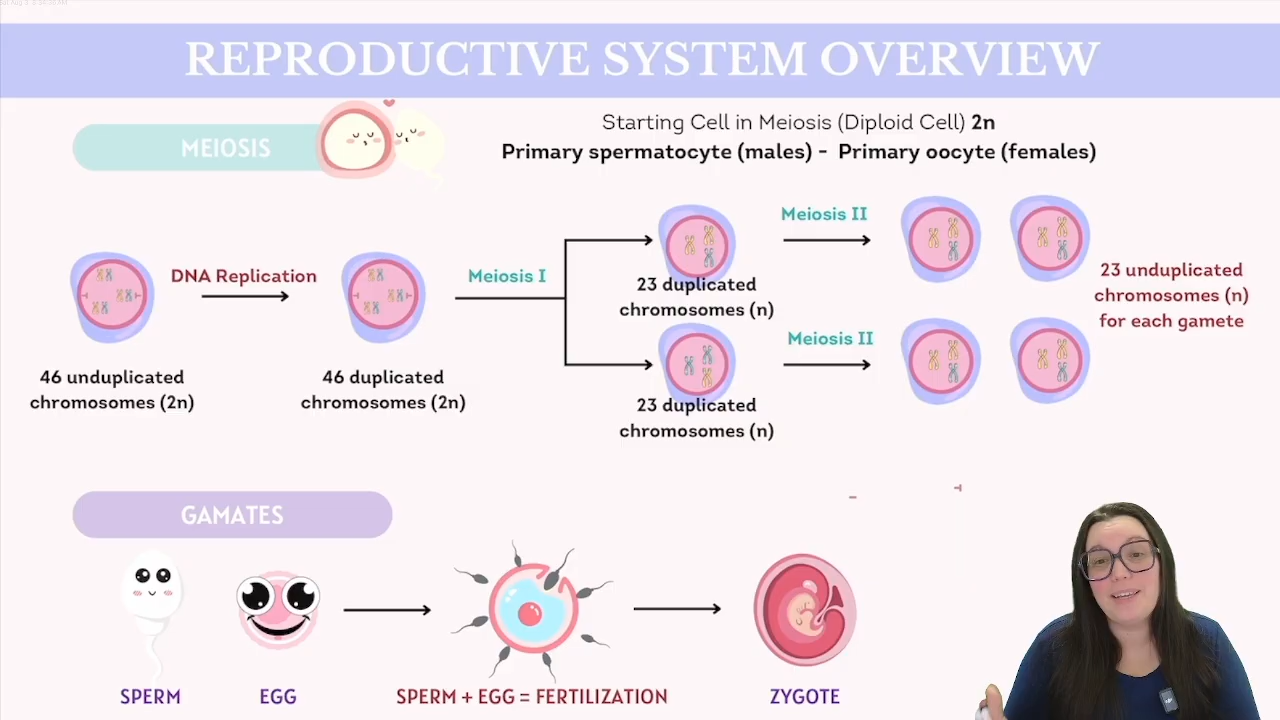 REPRODUCTIVE SYSTEM OVERVIEW
MEIOSIS
Starting Cell in Meiosis (Diploid Cell) 2n
Primary spermatocyte (males) - Primary oocyte (females)
DNA Replication
Meiosis I
Meiosis II
Meiosis II
46 unduplicated
chromosomes (2n)
46 duplicated
chromosomes (2n)
23 duplicated
chromosomes (n)
23 duplicated
chromosomes (n)
23 unduplicated
chromosomes (n)
for each gamete
GAMATES
SPERM
EGG
SPERM + EGG = FERTILIZATION
ZYGOTE